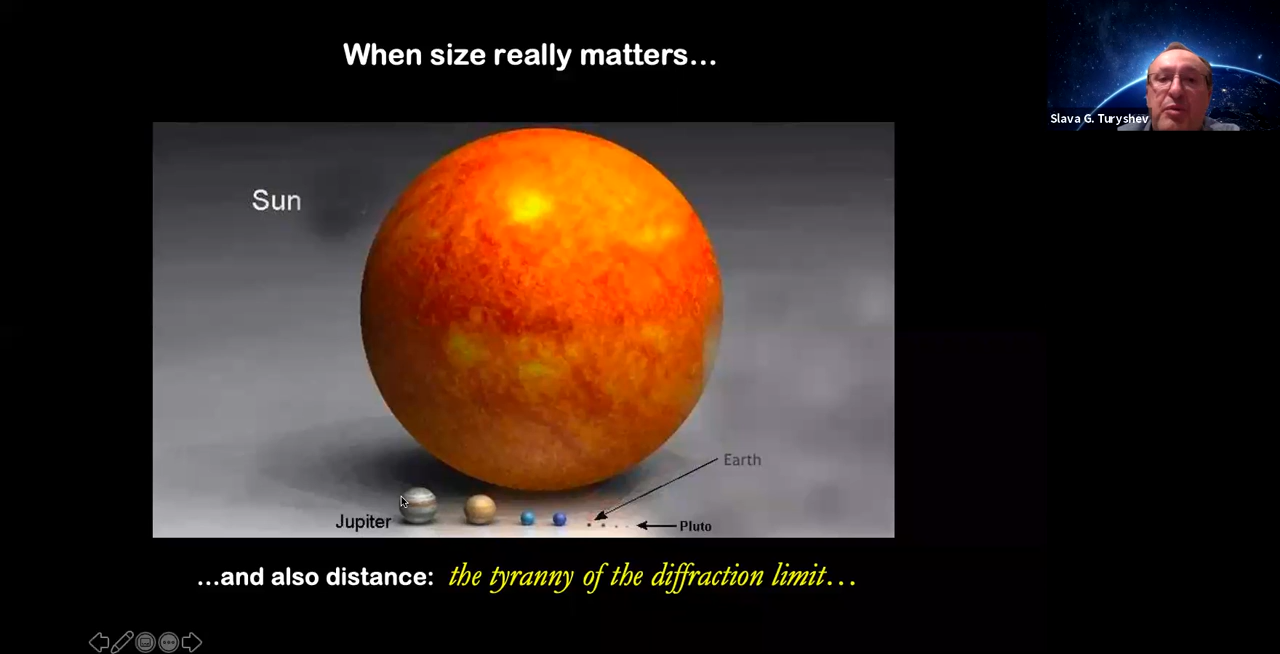 When size really matters...
Slava G. Turyshev
Sun
Earth
Jupiter
Pluto
...and also distance: the tyranny of the diffraction limit...